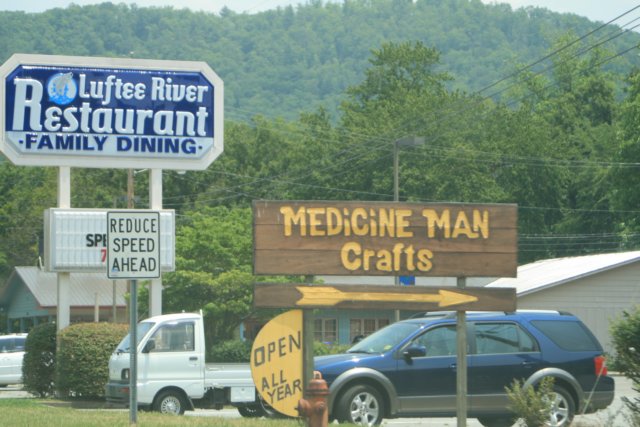 Luftee River
Restaurant
·FAMILY DINING·
REDUCE
SPEED
AHEAD
MEDiCiNE MAN
Crafts
OPEN
ALL
YEAR